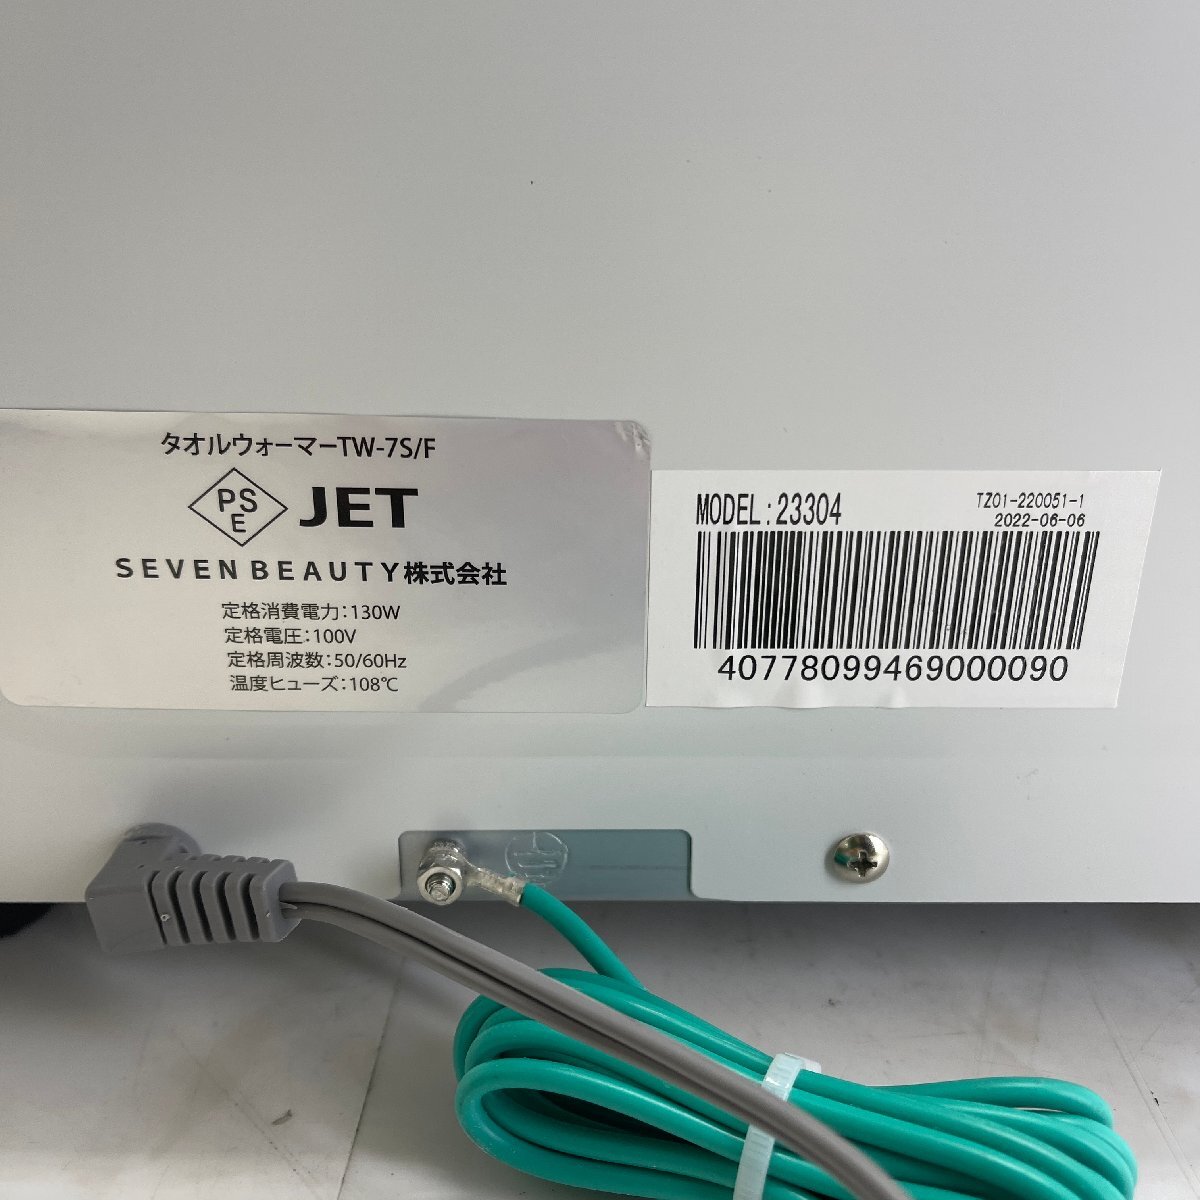 タオルウォーマーTW-7S/F
PS
E
JET
SEVEN BEAUTY株式会社
定格消費電力:130W
定格電圧:100V
定格周波数:50/60Hz
温度ヒューズ:108℃
MODEL:23304
TZ01-220051-1
2022-06-06
40778099469000090